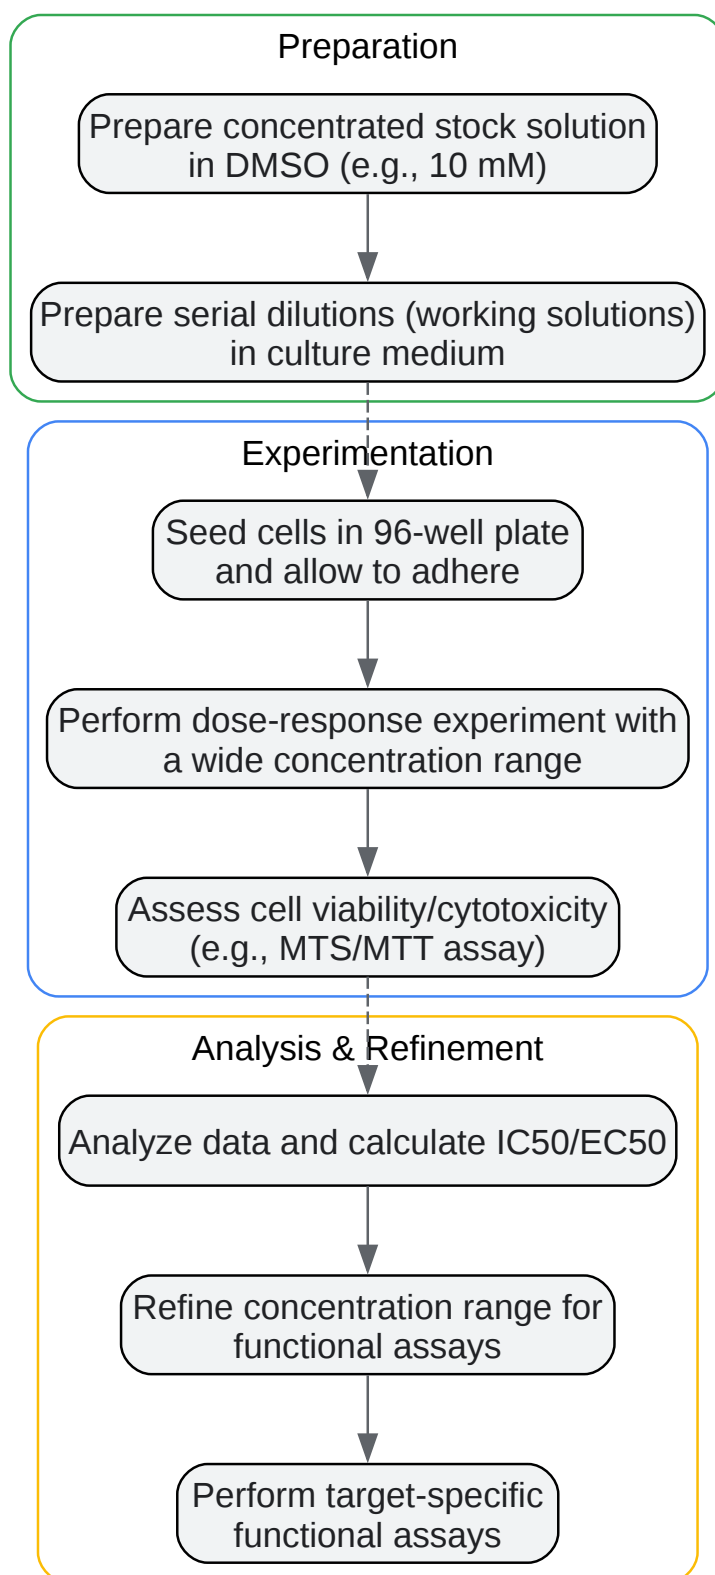 Preparation
Prepare concentrated stock solution
in DMSO (e.g., 10 mM)
Prepare serial dilutions (working solutions)
in culture medium
Experimentation
Seed cells in 96-well plate
and allow to adhere
Perform dose-response experiment with
a wide concentration range
Assess cell viability/cytotoxicity
(e.g., MTS/MTT assay)
Analysis & Refinement
Analyze data and calculate IC50/EC50
Refine concentration range for
functional assays
Perform target-specific
functional assays